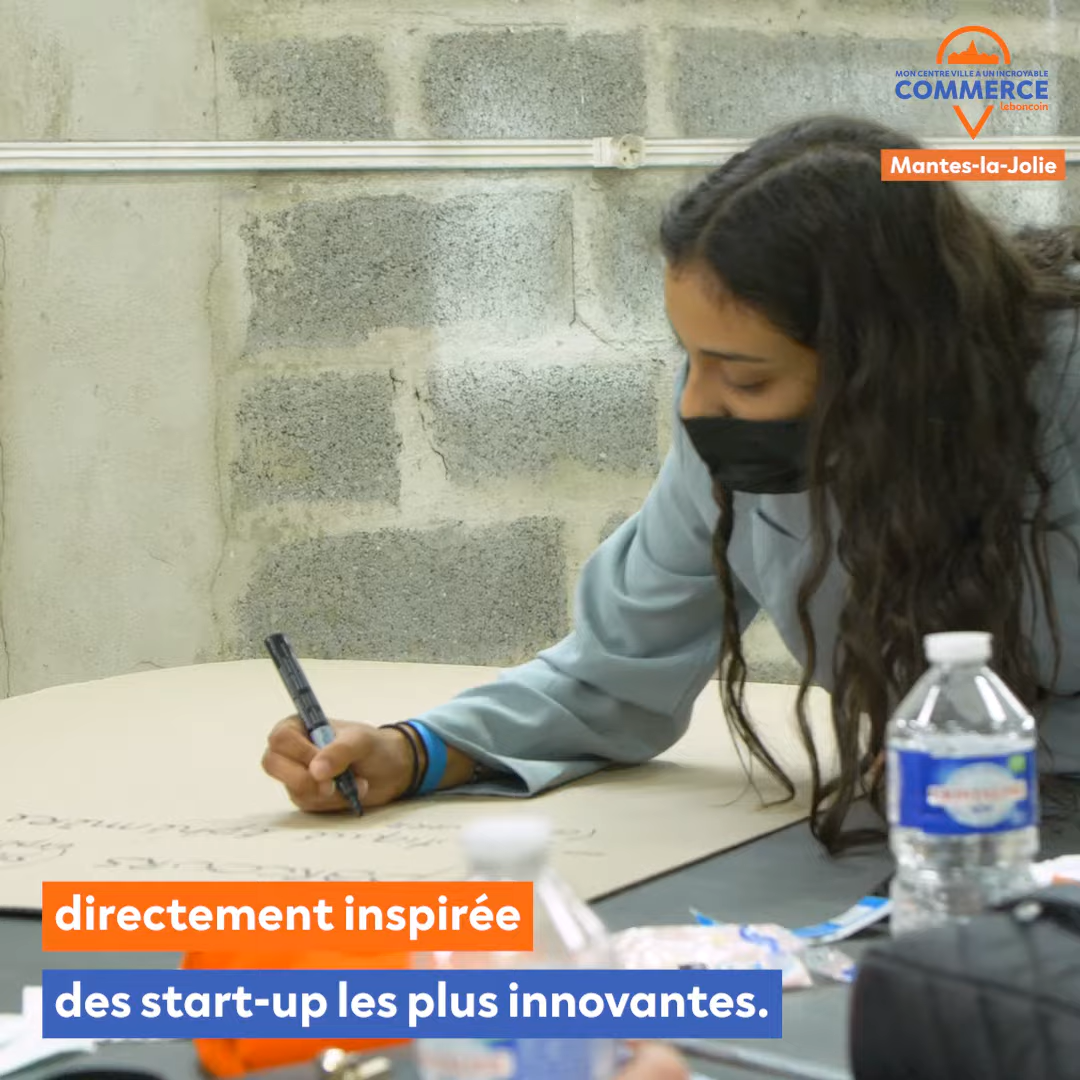 MON CENTRE VILLE A UN INCROYABLE
COMMERCE
leboncoin
Mantes-la-Jolie
directement inspirée
des start-up les plus innovantes.